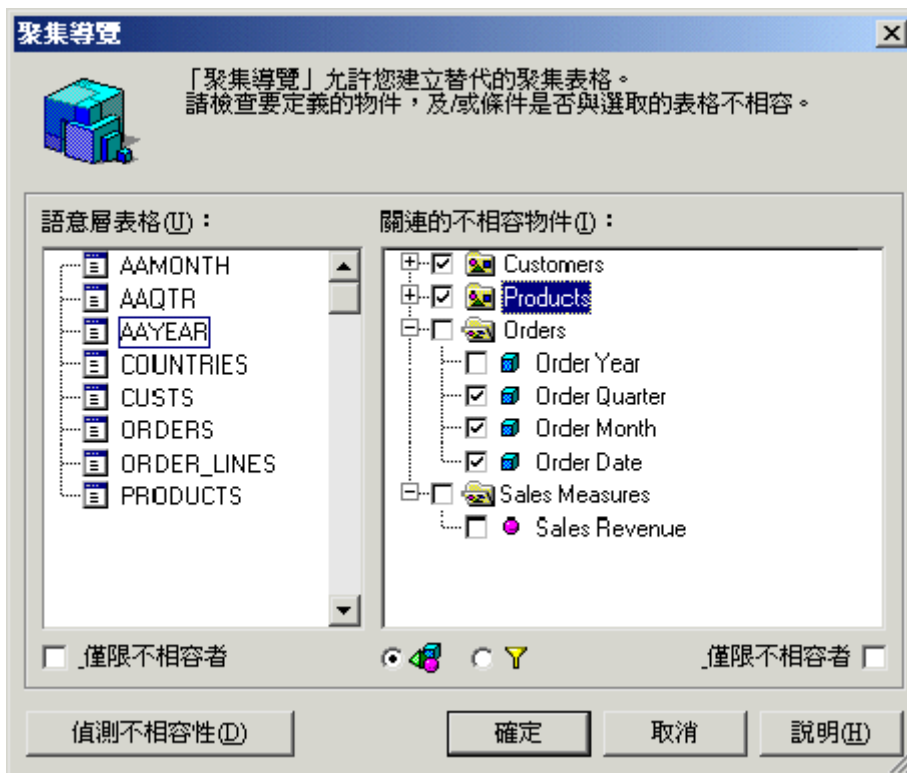 聚集導覽
「聚集導覽」允許您建立替代的聚集表格。
請檢查要定義的物件，及/或條件是否與選取的表格不相容。
語意層表格(U)：
AAMONTH
AAQTR
AAYEAR
COUNTRIES
CUSTS
ORDERS
ORDER_LINES
PRODUCTS
關連的不相容物件(I)：
Customers
Products
Orders
Order Year
Order Quarter
Order Month
Order Date
Sales Measures
Sales Revenue
_僅限不相容者
_僅限不相容者
偵測不相容性(D)
確定
取消
說明(H)